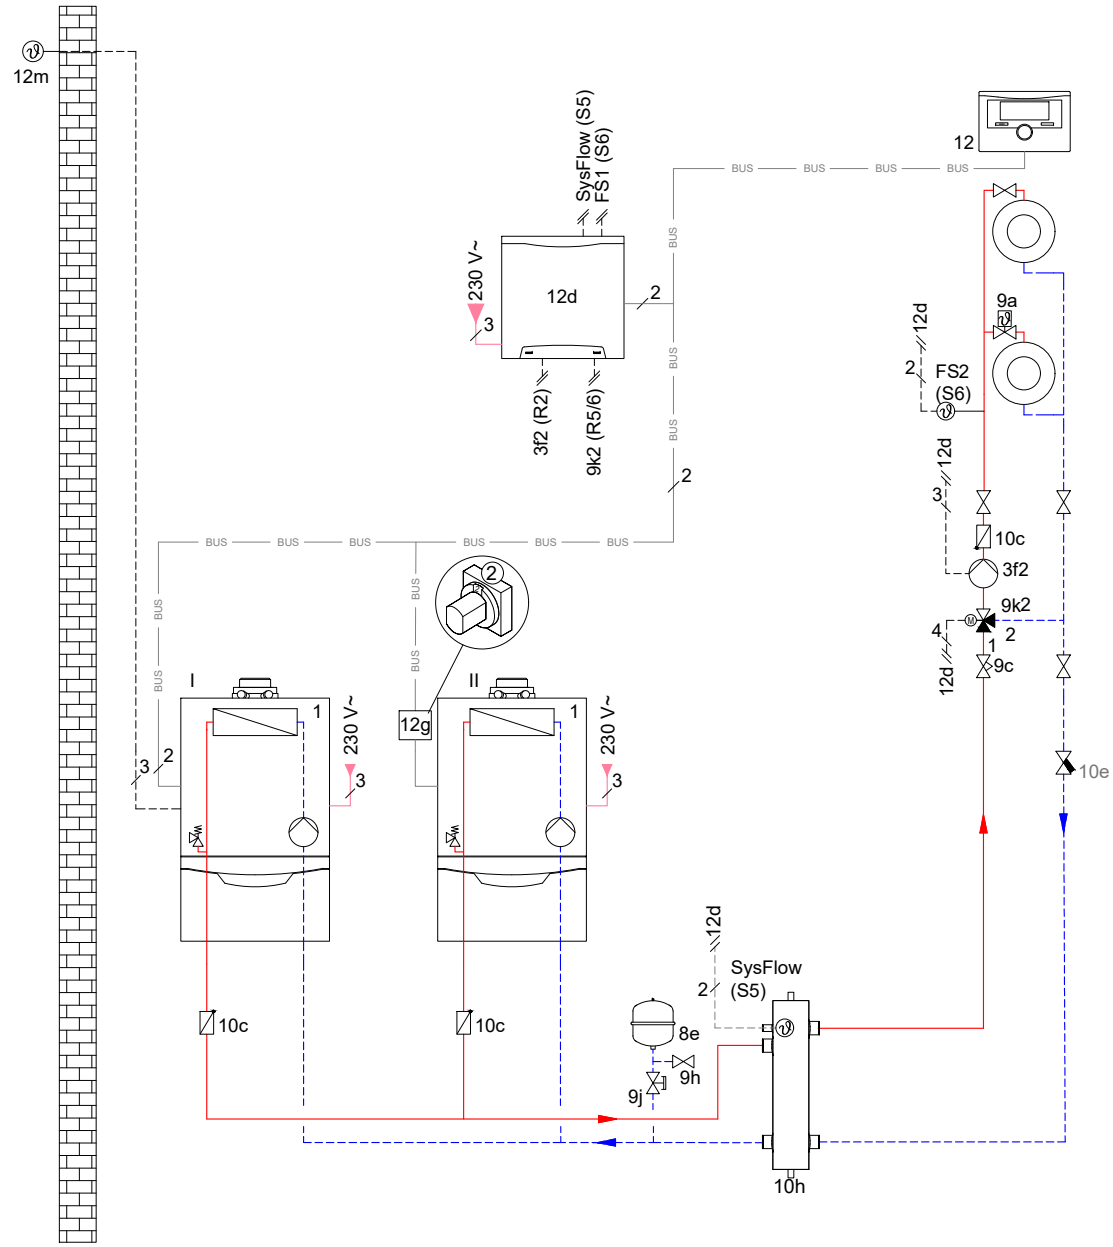 12m
12
BUS
BUS
BUS
BUS
SysFlow (S5)
FS1 (S6)
BUS
230 V~
3
12d
2
3f2 (R2)
9k2 (R5/6)
BUS
BUS
2
9a
12d
2
FS2
(S6)
12d
3
10c
3f2
9k2
M
4
2
1
12d
9c
10e
BUS
BUS
BUS
BUS
BUS
BUS
BUS
BUS
BUS
BUS
2
I
II
1
1
12g
230 V~
230 V~
3
2
3
3
10c
10c
12d
2
SysFlow
(S5)
8e
9h
9j
10h